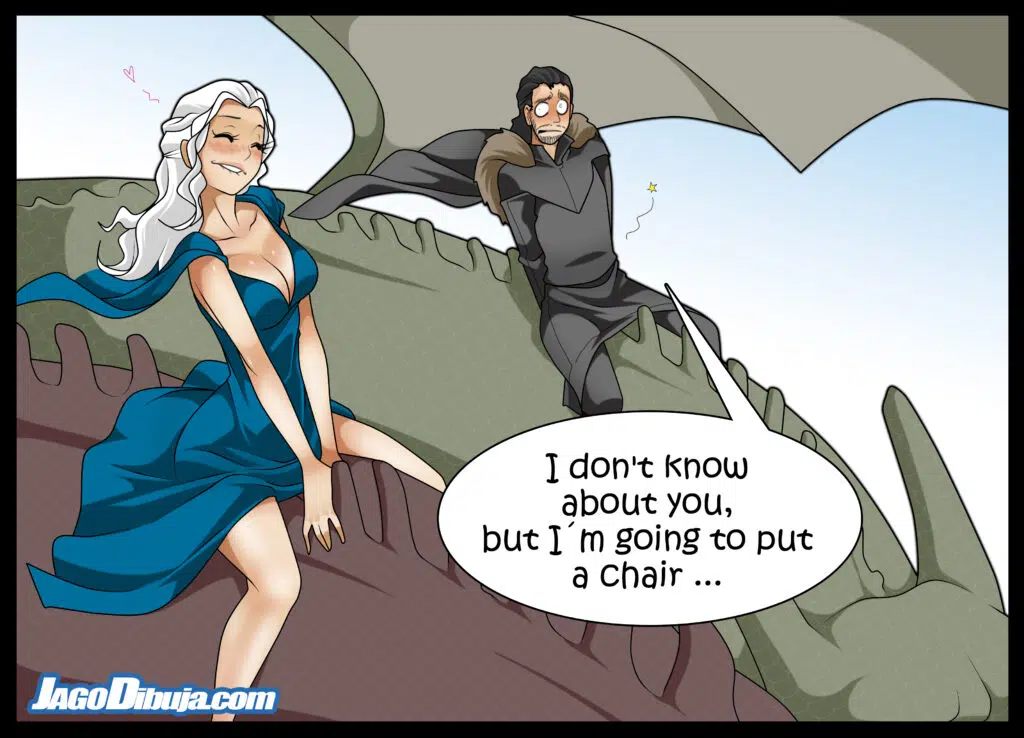 I don't know
about you,
but I´m going to put
a chair ...
JAGODibuja.com